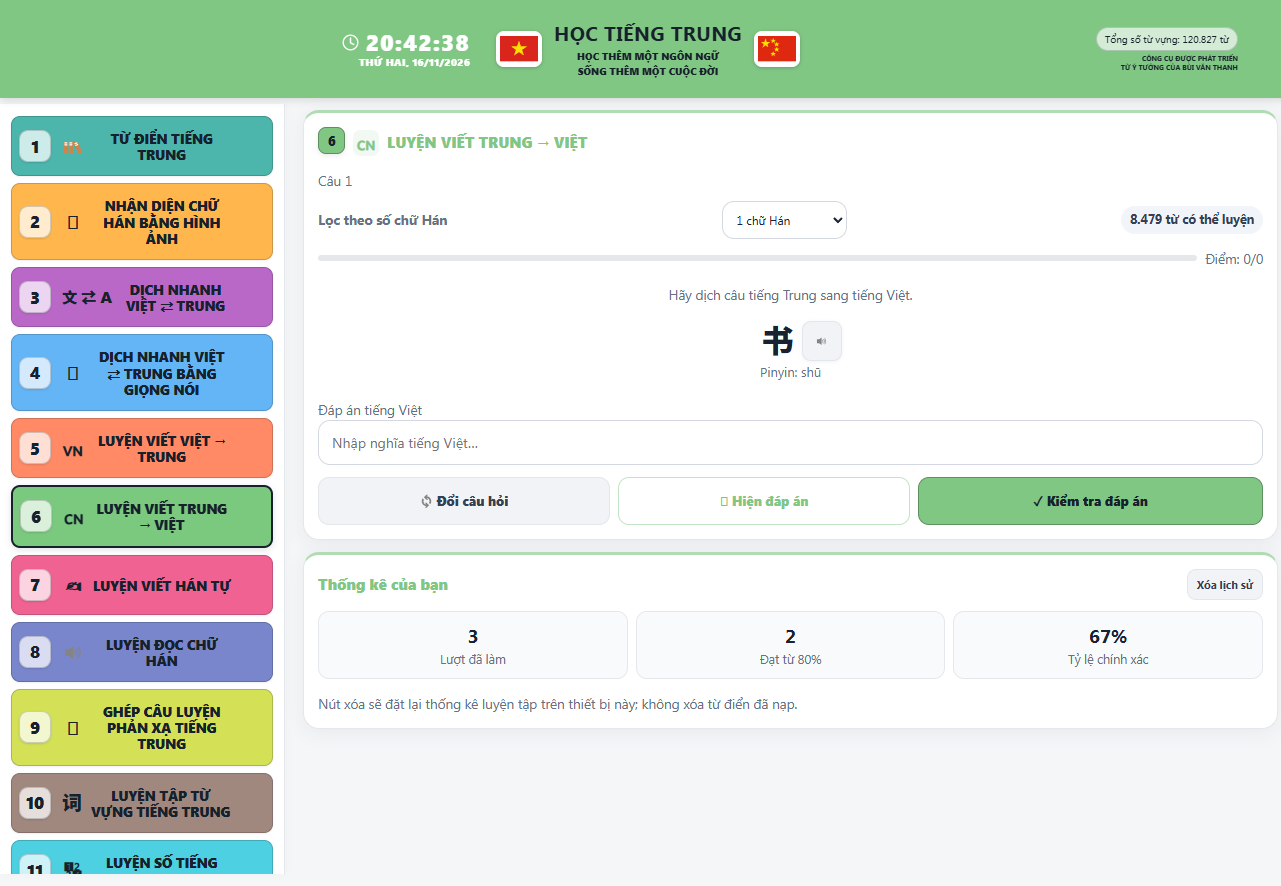 20:42:38
THỨ HAI, 16/11/2026
HỌC TIẾNG TRUNG
HỌC THÊM MỘT NGÔN NGỮ
SỐNG THÊM MỘT CUỘC ĐỜI
Tổng số từ vựng: 120.827 từ
CÔNG CỤ ĐƯỢC PHÁT TRIỂN
TỪ Ý TƯỞNG CỦA BÙI VĂN THANH
1
TỪ ĐIỂN TIẾNG
TRUNG
2
NHẬN DIỆN CHỮ
HÁN BẰNG HÌNH
ẢNH
3 文 ⇄ A
DỊCH NHANH
VIỆT ⇄ TRUNG
4
DỊCH NHANH VIỆT
⇄ TRUNG BẰNG
GIỌNG NÓI
5 VN
LUYỆN VIẾT VIỆT →
TRUNG
6 CN
LUYỆN VIẾT TRUNG
→ VIỆT
7 ✍ LUYỆN VIẾT HÁN TỰ
8
LUYỆN ĐỌC CHỮ
HÁN
9
GHÉP CÂU LUYỆN
PHẢN XẠ TIẾNG
TRUNG
10 词
LUYỆN TẬP TỪ
VỰNG TIẾNG TRUNG
11
LUYỆN SỐ TIẾNG
6 CN LUYỆN VIẾT TRUNG → VIỆT
Câu 1
Lọc theo số chữ Hán
1 chữ Hán
8.479 từ có thể luyện
Điểm: 0/0
Hãy dịch câu tiếng Trung sang tiếng Việt.
书
Pinyin: shū
Đáp án tiếng Việt
Nhập nghĩa tiếng Việt...
Đổi câu hỏi
Hiện đáp án
✓ Kiểm tra đáp án
Thống kê của bạn
Xóa lịch sử
3
Lượt đã làm
2
Đạt từ 80%
67%
Tỷ lệ chính xác
Nút xóa sẽ đặt lại thống kê luyện tập trên thiết bị này; không xóa từ điển đã nạp.